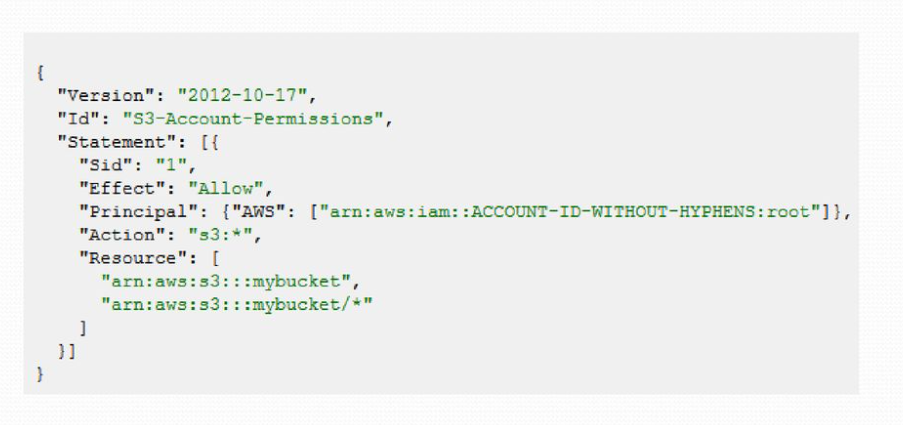 {
"Version": "2012-10-17",
"Id": "S3-Account-Permissions",
"Statement": [{
"Sid": "1",
"Effect": "Allow",
"Principal": {"AWS": ["arn:aws:iam::ACCOUNT-ID-WITHOUT-HYPHENS:root"]},
"Action": "s3:*",
"Resource": [
"arn:aws:s3:::mybucket",
"arn:aws:s3:::mybucket/*"
]
}]
}